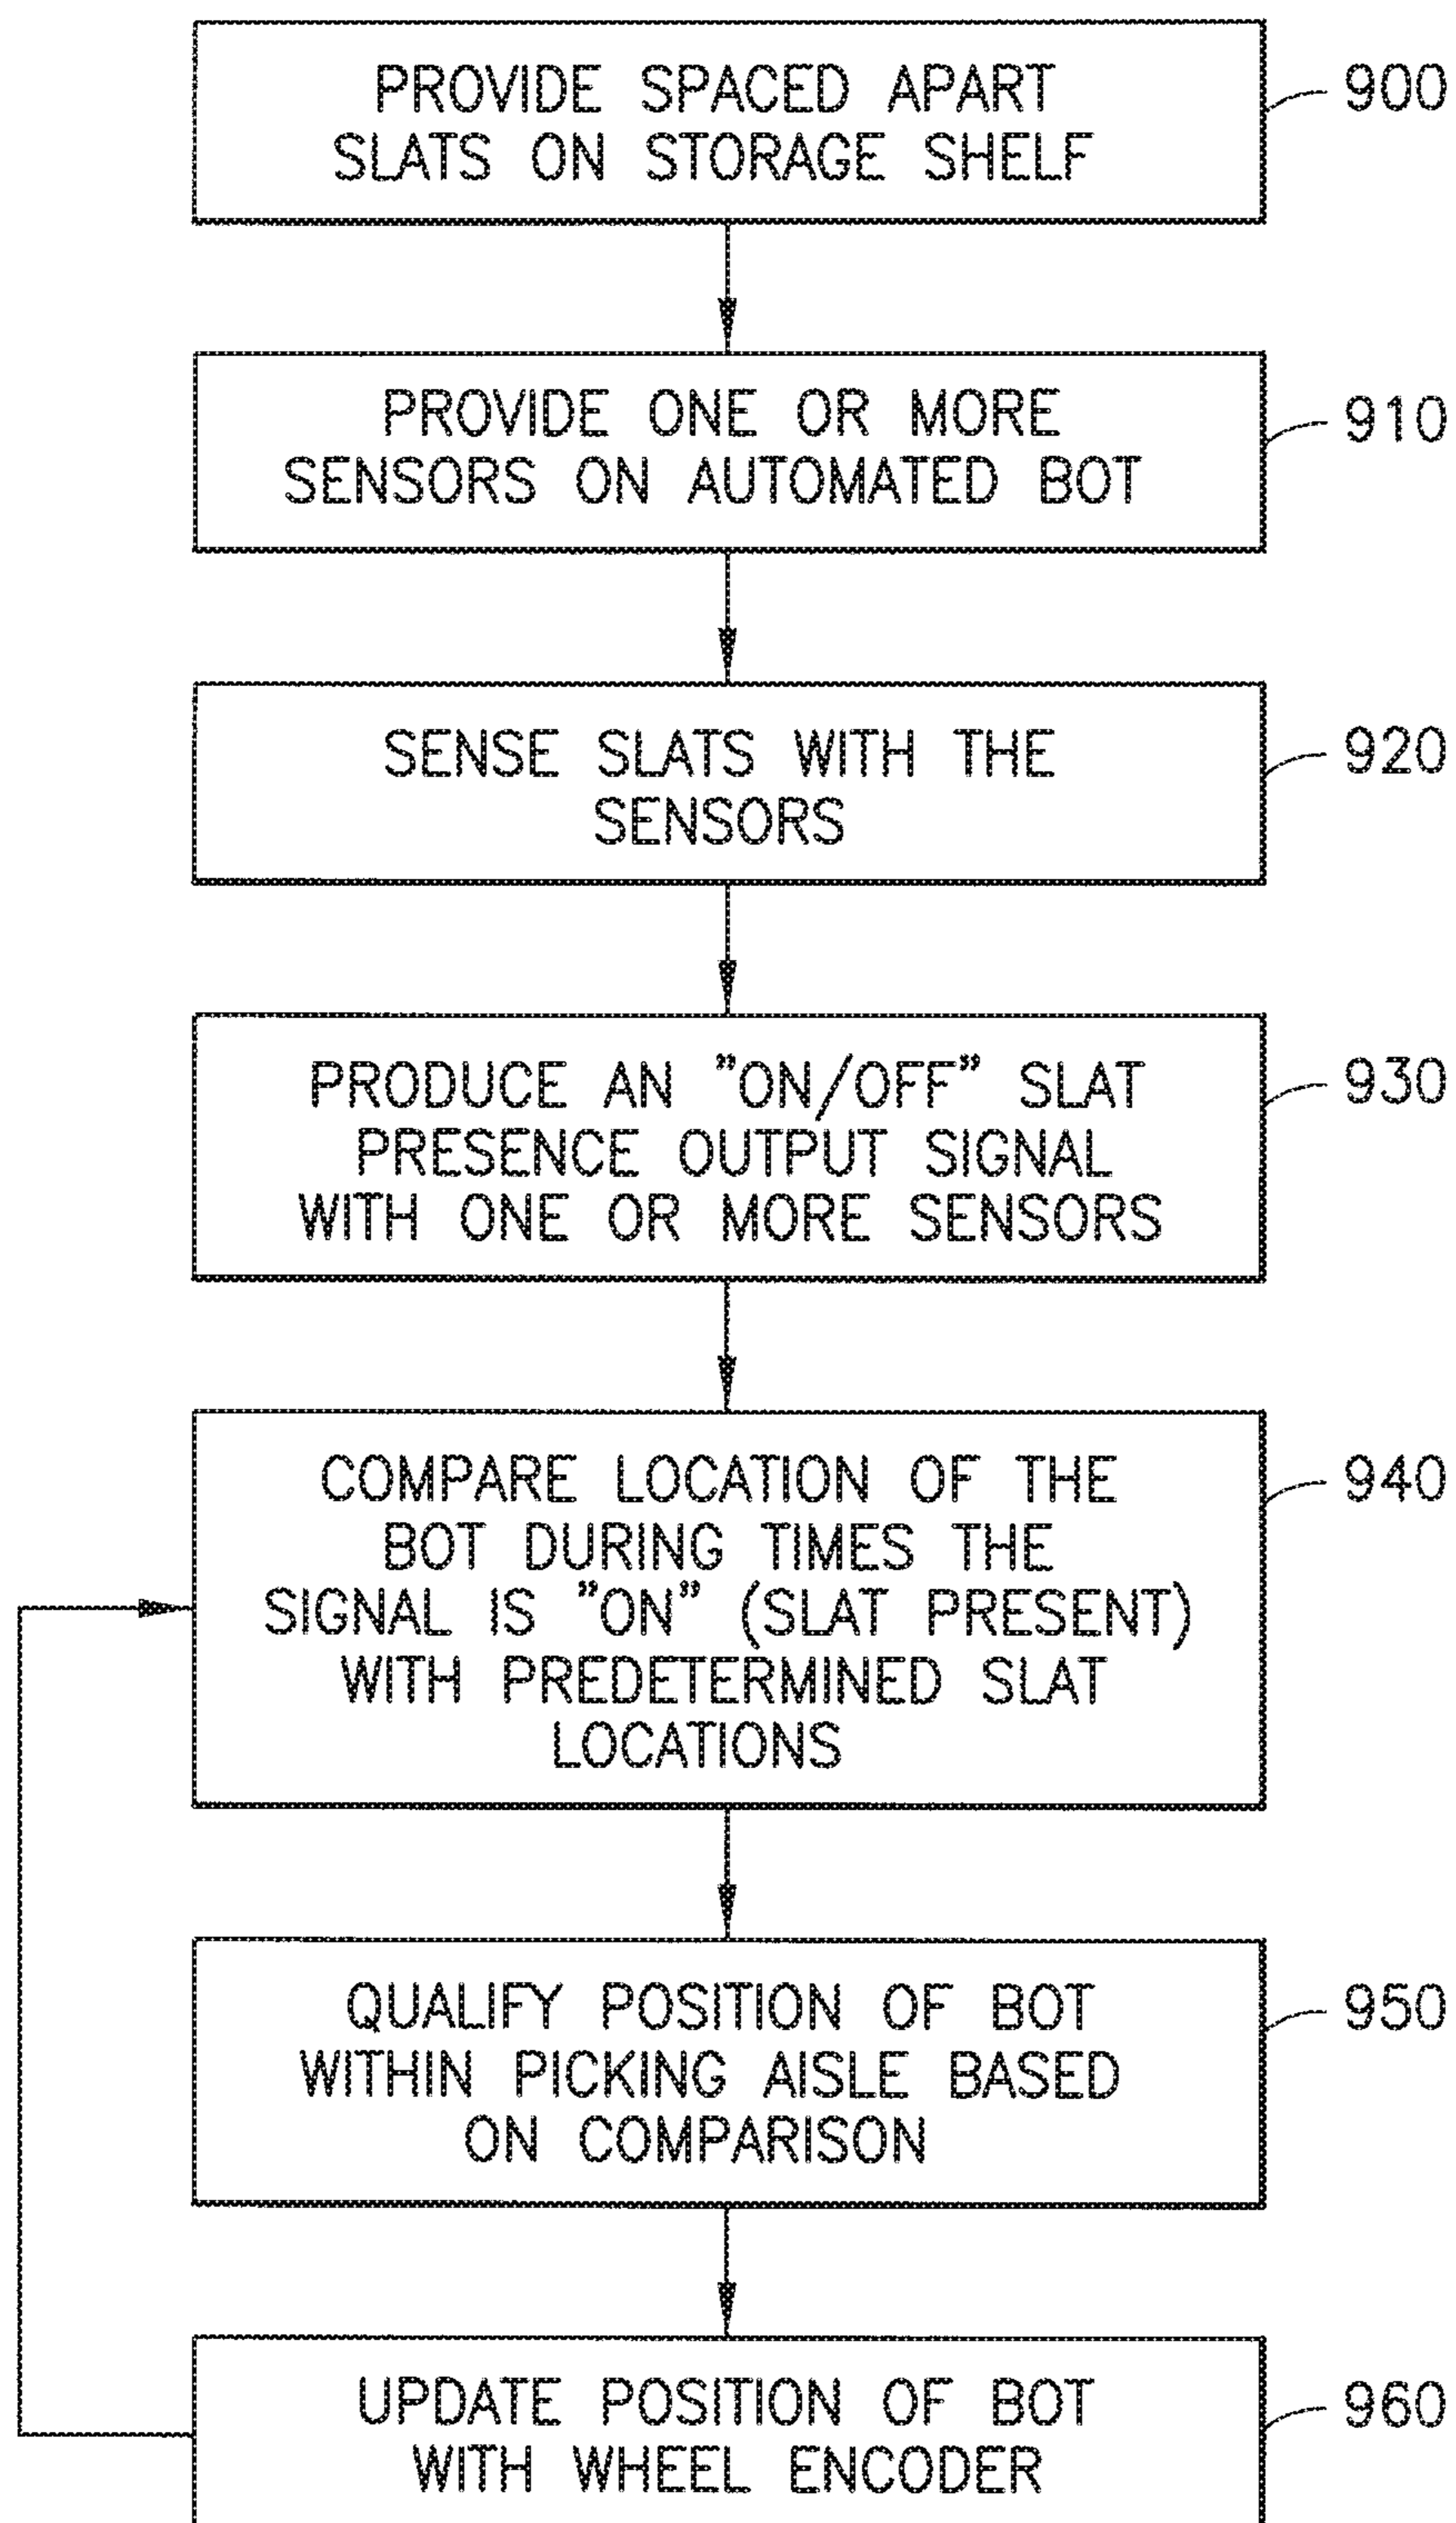 PROVIDE SPACED APART
SLATS ON STORAGE SHELF
900
PROVIDE ONE OR MORE
SENSORS ON AUTOMATED BOT
910
SENSE SLATS WITH THE
SENSORS
920
PRODUCE AN ”ON/OFF” SLAT
PRESENCE OUTPUT SIGNAL
WITH ONE OR MORE SENSORS
930
COMPARE LOCATION OF THE
BOT DURING TIMES THE
SIGNAL IS ”ON” (SLAT PRESENT)
WITH PREDETERMINED SLAT
LOCATIONS
940
QUALIFY POSITION OF BOT
WITHIN PICKING AISLE BASED
ON COMPARISON
950
UPDATE POSITION OF BOT
WITH WHEEL ENCODER
960